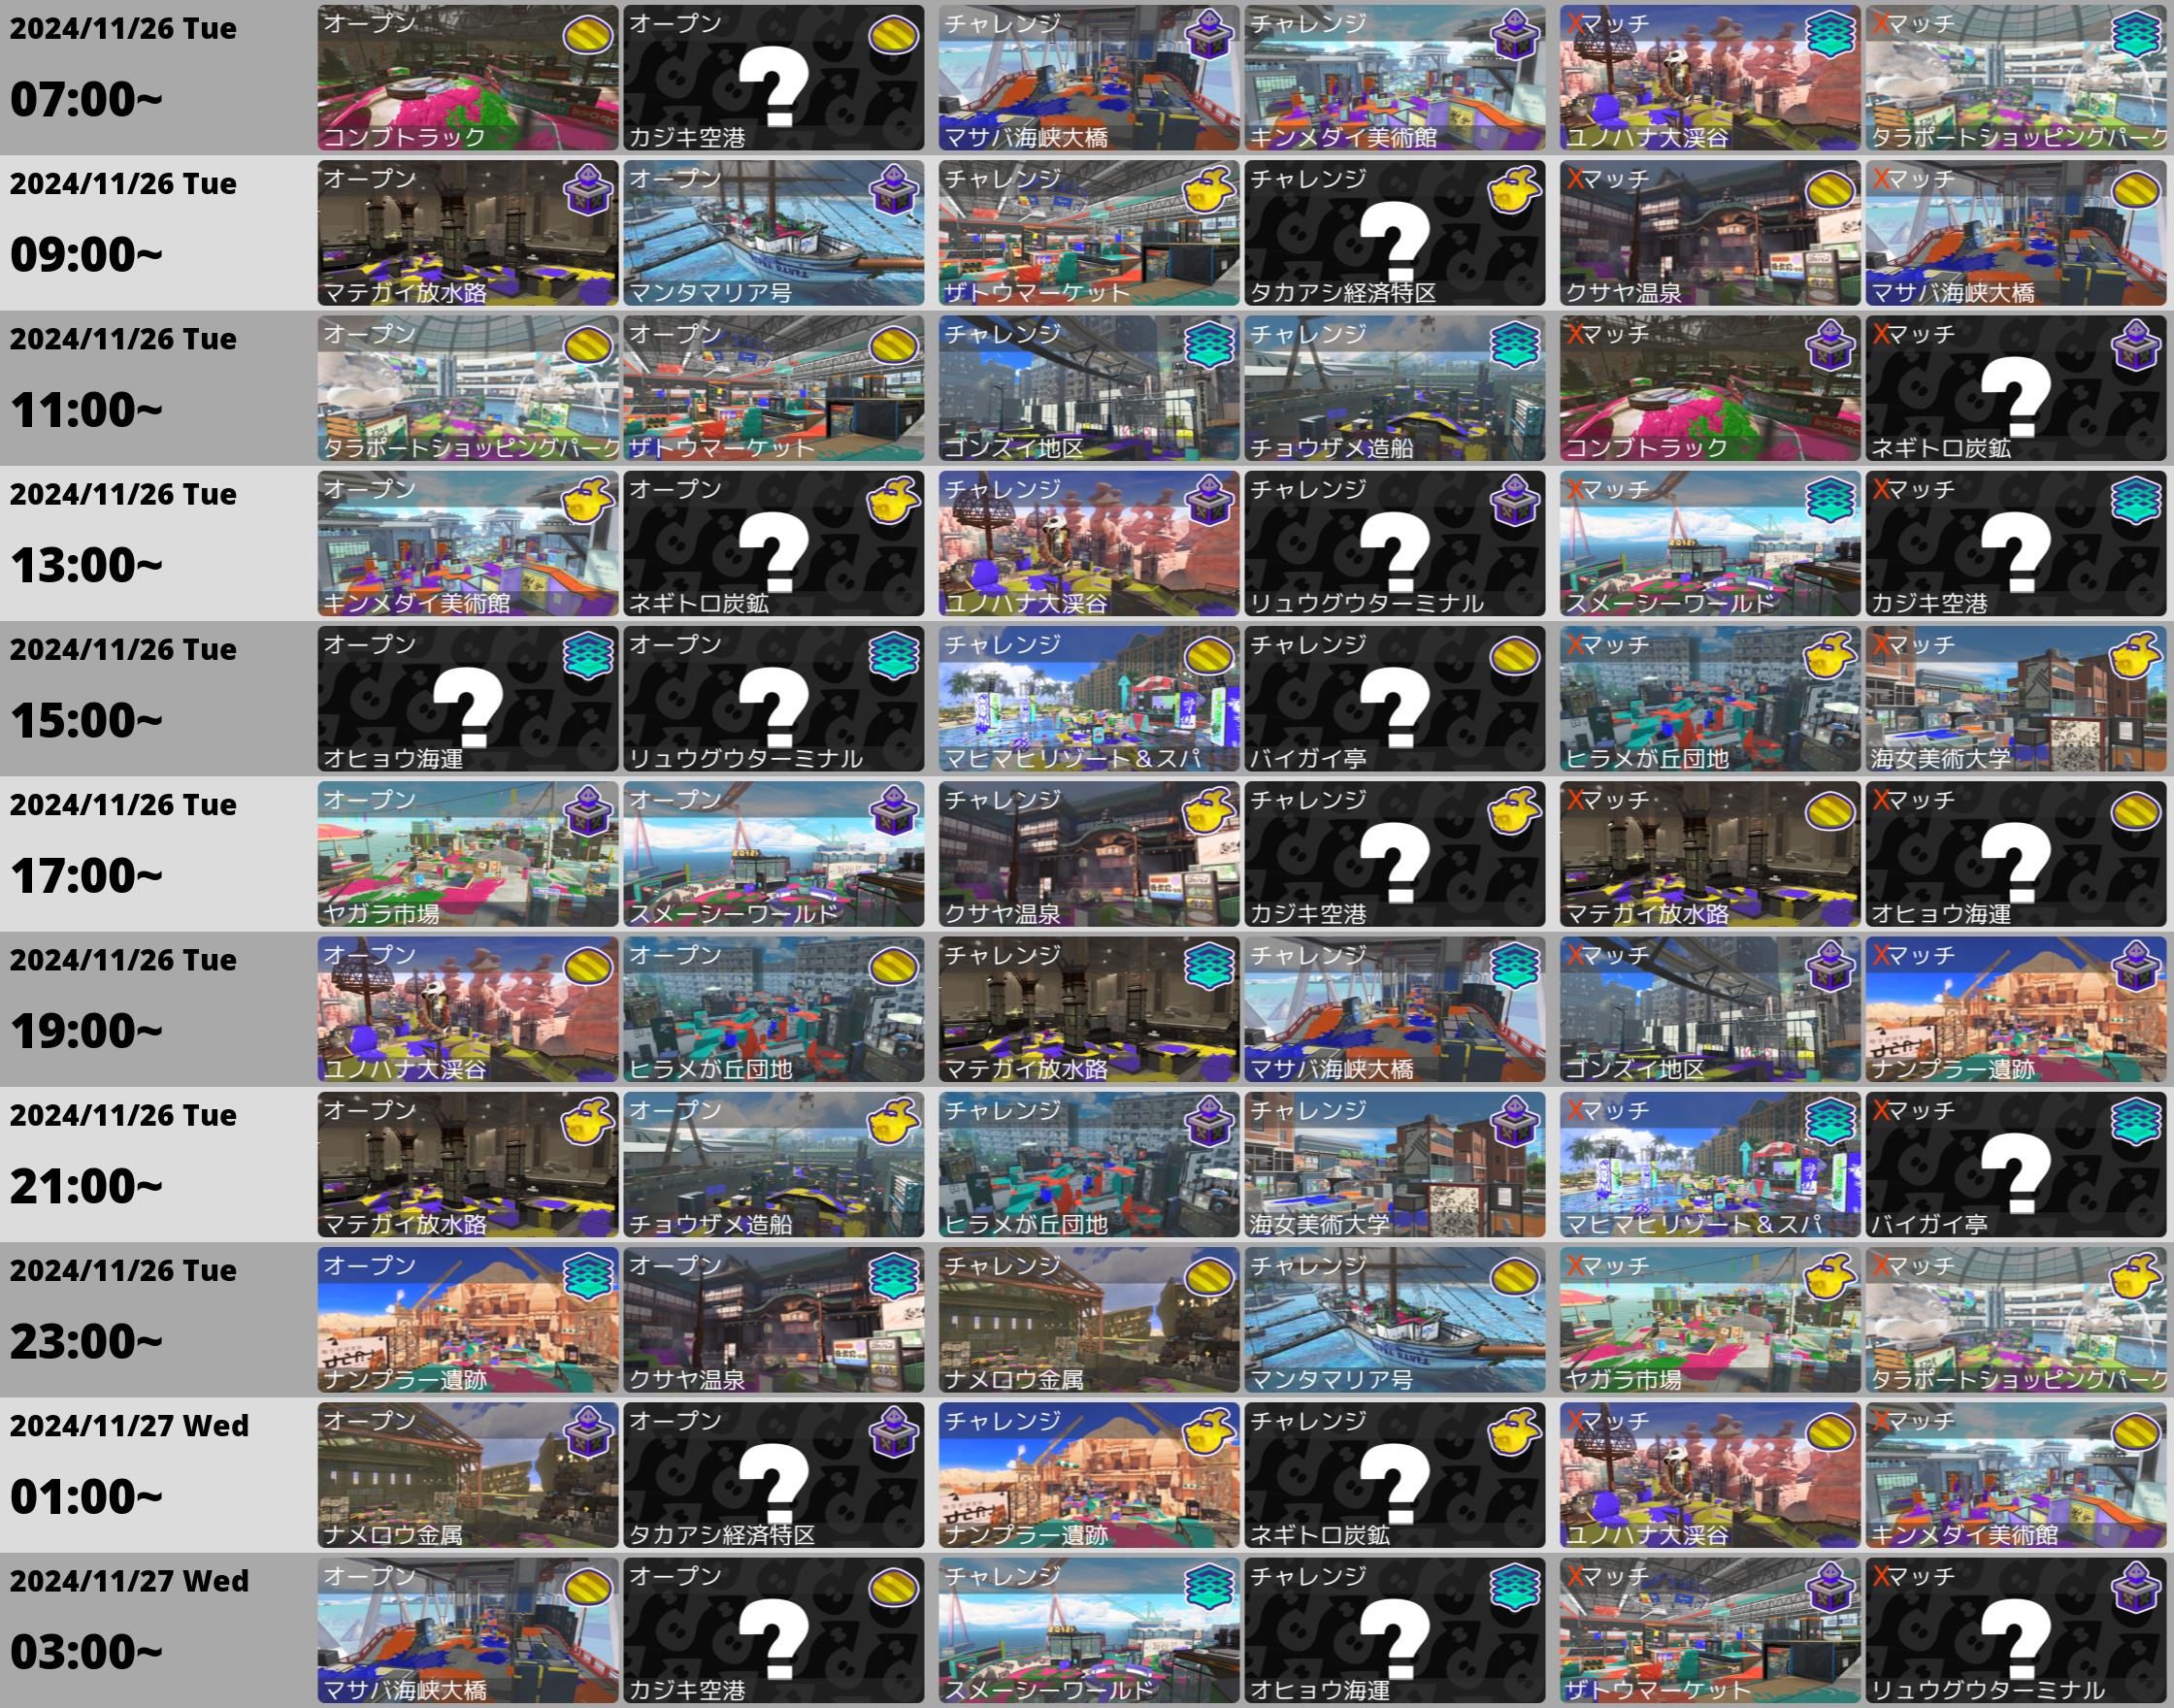 2024/11/26 Tue
07:00~
オープン
コンブトラック
オープン
カジキ空港
チャレンジ
マサバ海峡大橋
チャレンジ
キンメダイ美術館
Xマッチ
ユノハナ大渓谷
Xマッチ
タラポートショッピングパーク
2024/11/26 Tue
09:00~
オープン
マテガイ放水路
オープン
マンタマリア号
チャレンジ
ザトウマーケット
チャレンジ
タカアシ経済特区
Xマッチ
クサヤ温泉
Xマッチ
マサバ海峡大橋
2024/11/26 Tue
11:00~
オープン
タラポートショッピングパーク
オープン
ザトウマーケット
チャレンジ
ゴンズイ地区
チャレンジ
チョウザメ造船
Xマッチ
コンブトラック
Xマッチ
ネギトロ炭鉱
2024/11/26 Tue
13:00~
オープン
キンメダイ美術館
オープン
ネギトロ炭鉱
チャレンジ
ユノハナ大渓谷
チャレンジ
リュウグウターミナル
Xマッチ
スメーシーワールド
Xマッチ
カジキ空港
2024/11/26 Tue
15:00~
オープン
オヒョウ海運
オープン
リュウグウターミナル
チャレンジ
マヒマヒリゾート＆スパ
チャレンジ
バイガイ亭
Xマッチ
ヒラメが丘団地
Xマッチ
海女美術大学
2024/11/26 Tue
17:00~
オープン
ヤガラ市場
オープン
スメーシーワールド
チャレンジ
クサヤ温泉
チャレンジ
カジキ空港
Xマッチ
マテガイ放水路
Xマッチ
オヒョウ海運
2024/11/26 Tue
19:00~
オープン
ユノハナ大渓谷
オープン
ヒラメが丘団地
チャレンジ
マテガイ放水路
チャレンジ
マサバ海峡大橋
Xマッチ
ゴンズイ地区
Xマッチ
ナンプラー遺跡
2024/11/26 Tue
21:00~
オープン
マテガイ放水路
オープン
チョウザメ造船
チャレンジ
ヒラメが丘団地
チャレンジ
海女美術大学
Xマッチ
マヒマヒリゾート＆スパ
Xマッチ
バイガイ亭
2024/11/26 Tue
23:00~
オープン
ナンプラー遺跡
オープン
クサヤ温泉
チャレンジ
ナメロウ金属
チャレンジ
マンタマリア号
Xマッチ
ヤガラ市場
Xマッチ
タラポートショッピングパーク
2024/11/27 Wed
01:00~
オープン
ナメロウ金属
オープン
タカアシ経済特区
チャレンジ
ナンプラー遺跡
チャレンジ
ネギトロ炭鉱
Xマッチ
ユノハナ大渓谷
Xマッチ
キンメダイ美術館
2024/11/27 Wed
03:00~
オープン
マサバ海峡大橋
オープン
カジキ空港
チャレンジ
スメーシーワールド
チャレンジ
オヒョウ海運
Xマッチ
ザトウマーケット
Xマッチ
リュウグウターミナル